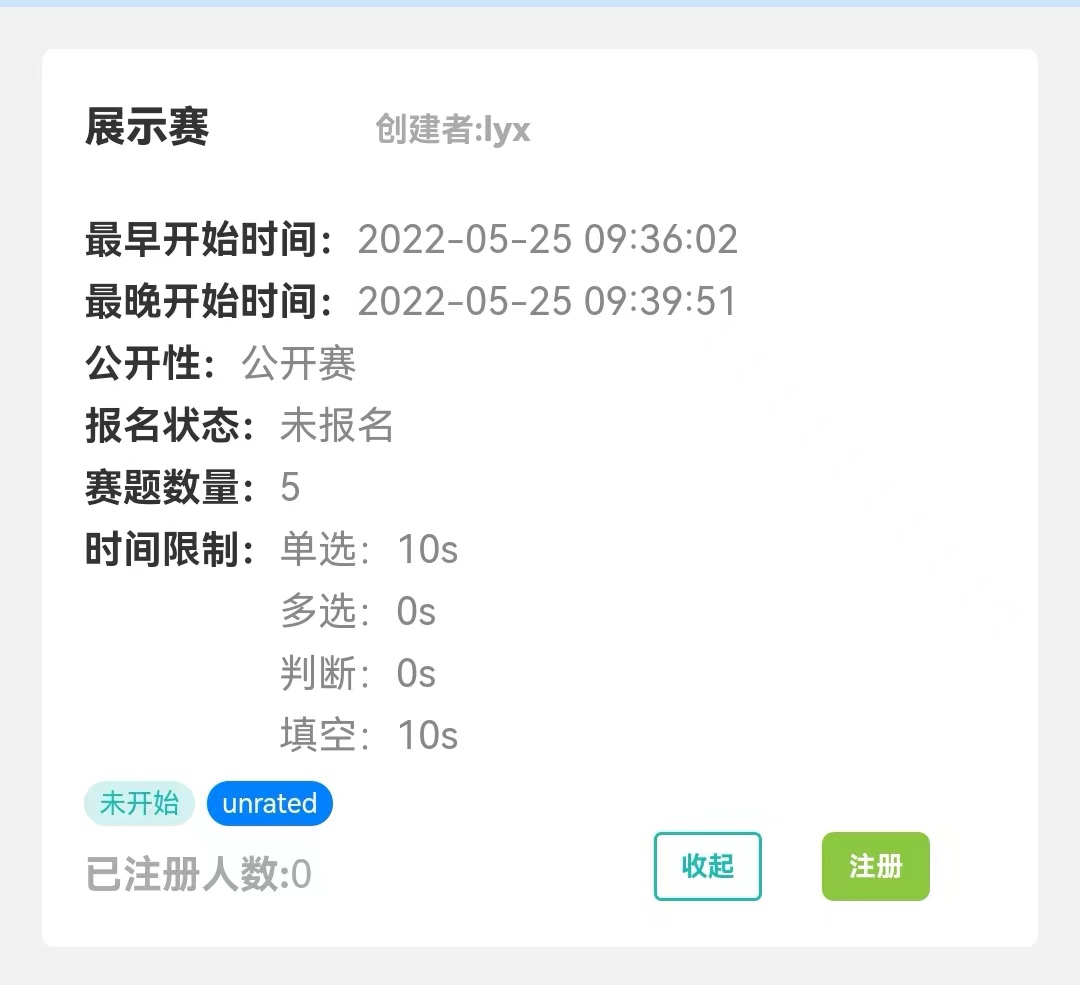 展示赛 创建者:lyx
最早开始时间：2022-05-25 09:36:02
最晚开始时间：2022-05-25 09:39:51
公开性：公开赛
报名状态：未报名
赛题数量：5
时间限制：单选：10s
多选：0s
判断：0s
填空：10s
未开始 unrated
已注册人数:0 收起 注册